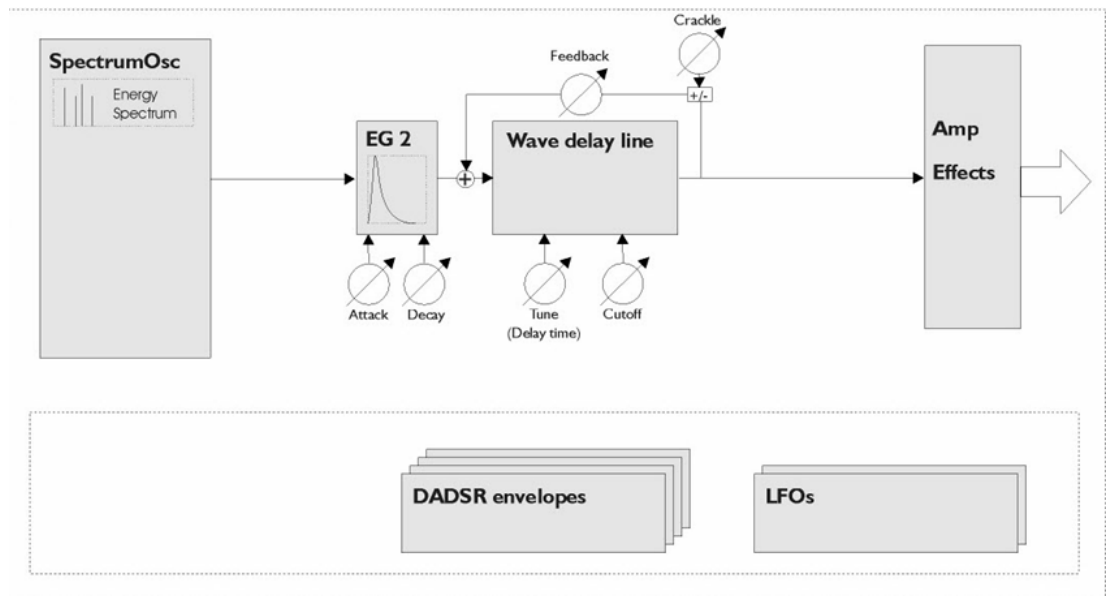 SpectrumOsc
Energy
Spectrum
EG 2
Attack
Decay
Feedback
Crackle
+/-
+
Wave delay line
Tune
(Delay time)
Cutoff
Amp
Effects
DADSR envelopes
LFOs